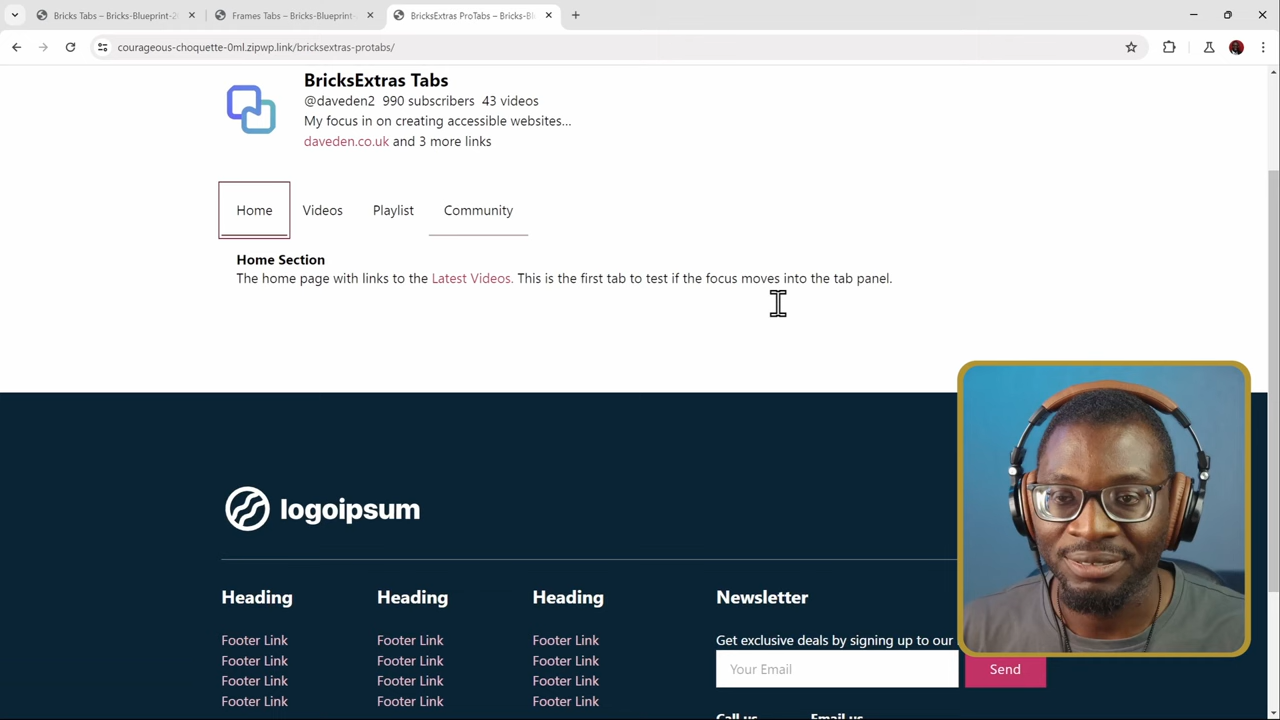 Bricks Tabs – Bricks-Blueprint-2
Frames Tabs – Bricks-Blueprint-
BricksExtras ProTabs – Bricks-Bl
courageous-choquette-0ml.zipwp.link/bricksextras-protabs/
BricksExtras Tabs
@daveden2 990 subscribers 43 videos
My focus in on creating accessible websites...
daveden.co.uk and 3 more links
Home Videos Playlist Community
Home Section
The home page with links to the Latest Videos. This is the first tab to test if the focus moves into the tab panel.
logoipsum
Heading Heading Heading Newsletter
Footer Link Footer Link Footer Link Get exclusive deals by signing up to our
Footer Link Footer Link Footer Link Your Email Send
Footer Link Footer Link Footer Link
Footer Link Footer Link Footer Link
Call us Email us